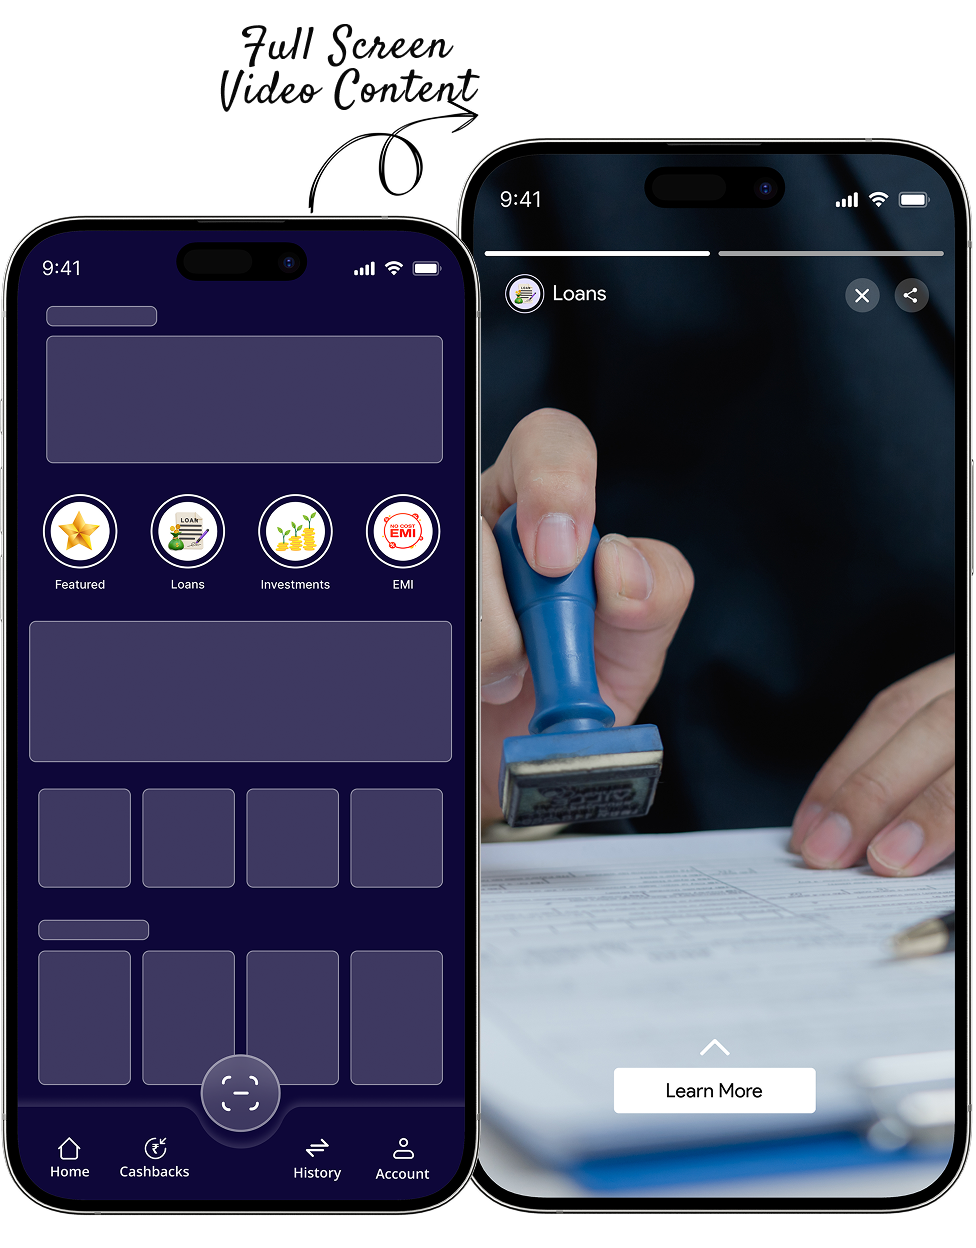 Full Screen
Video Content
9:41
Featured
LOAN
Loans
Investments
NO COST
EMI
EMI
Home
Cashbacks
History
Account
9:41
Loans
Learn More